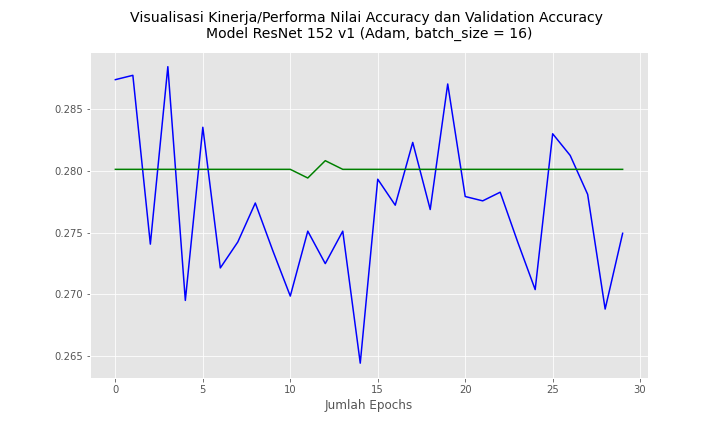 Visualisasi Kinerja/Performa Nilai Accuracy dan Validation Accuracy
Model ResNet 152 v1 (Adam, batch_size = 16)
0.285
0.280
0.275
0.270
0.265
0 5 10 15 20 25 30
Jumlah Epochs